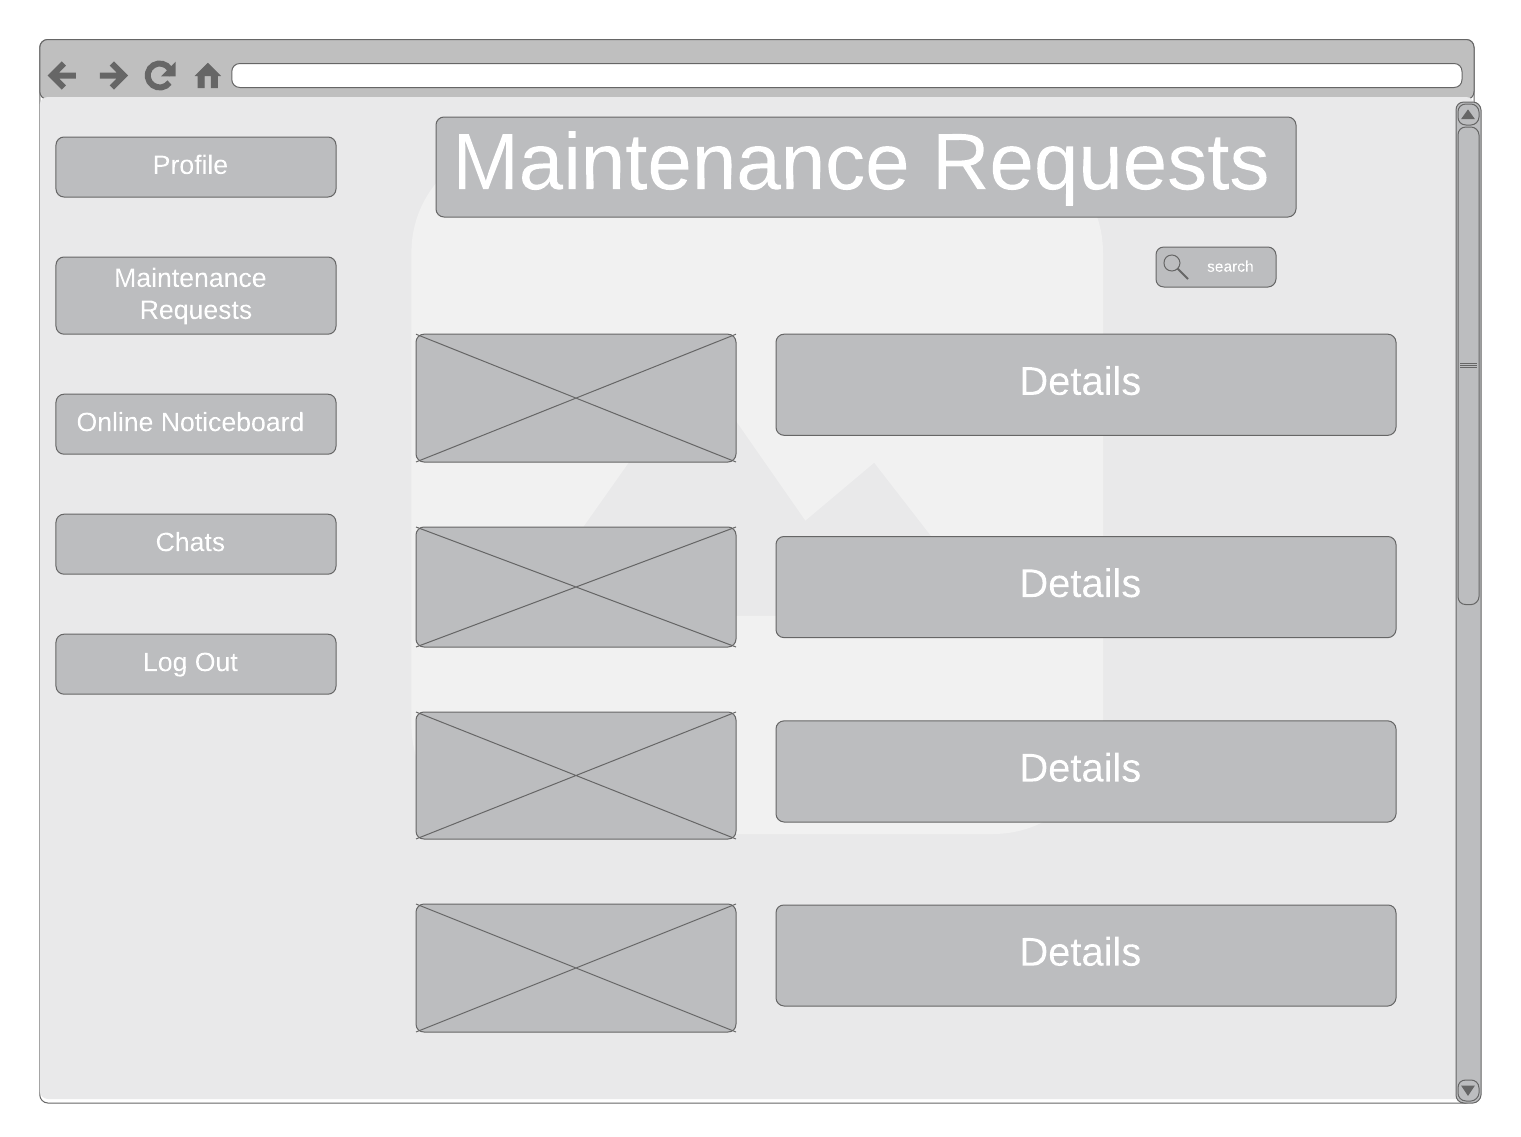 Maintenance Requests
Profile
Maintenance
Requests
Online Noticeboard
Chats
Log Out
search
Details
Details
Details
Details